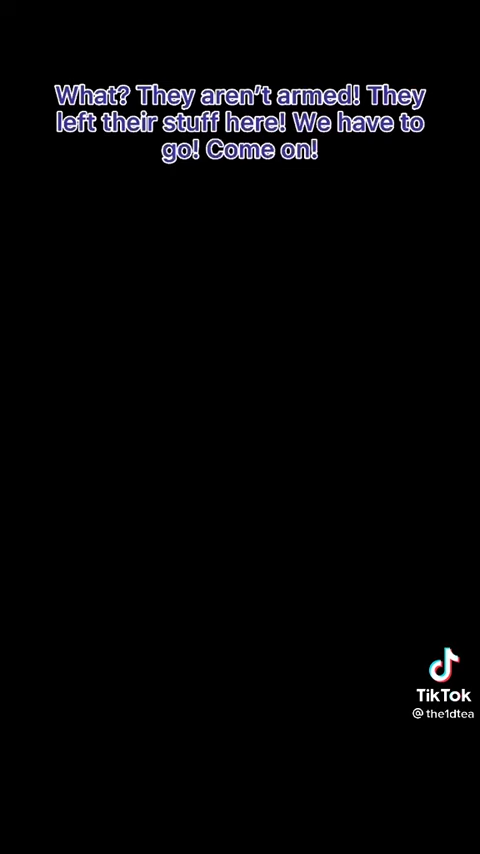 What? They aren’t armed! They
left their stuff here! We have to
go! Come on!
TikTok
@the1dtea